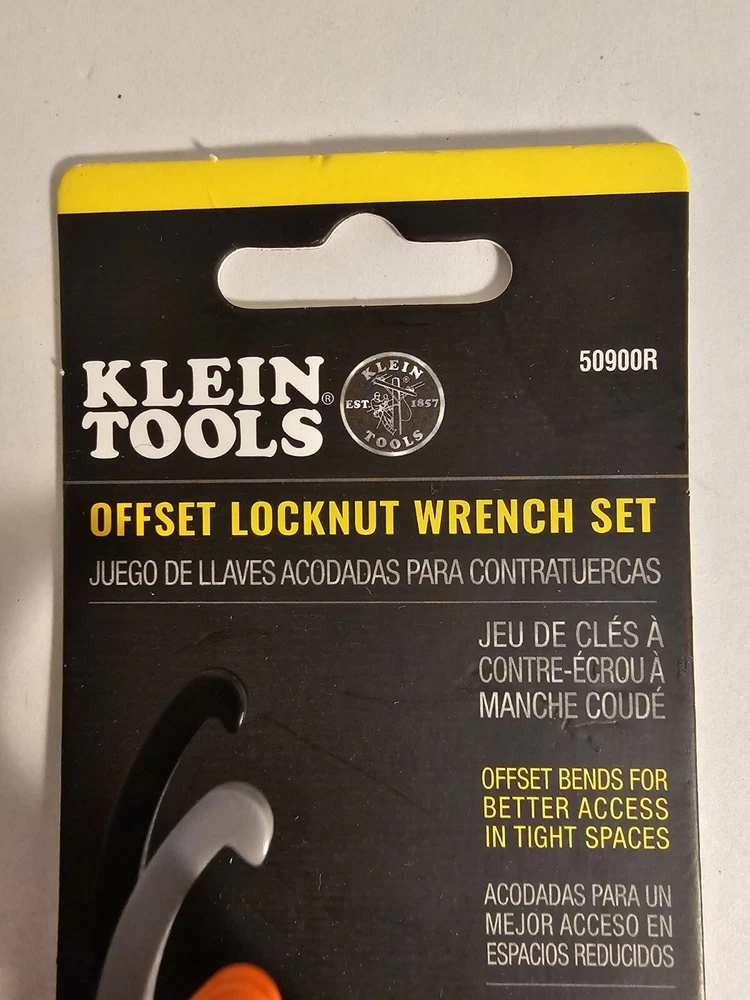 50900R
KLEIN
TOOLS®
KLEIN
EST. 1857
TOOLS
OFFSET LOCKNUT WRENCH SET
JUEGO DE LLAVES ACODADAS PARA CONTRATUERCAS
JEU DE CLÉS À
CONTRE-ÉCROU À
MANCHE COUDÉ
OFFSET BENDS FOR
BETTER ACCESS
IN TIGHT SPACES
ACODADAS PARA UN
MEJOR ACCESO EN
ESPACIOS REDUCIDOS